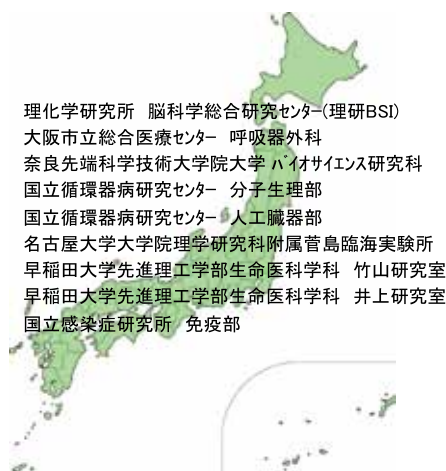 理化学研究所　脳科学総合研究ｾﾝﾀｰ(理研BSI)
大阪市立総合医療センター　呼吸器外科
奈良先端科学技術大学院大学 ﾊﾞｲｵｻｲｴﾝｽ研究科
国立循環器病研究センター　分子生理部
国立循環器病研究センター　人工臓器部
名古屋大学大学院理学研究科附属菅島臨海実験所
早稲田大学先進理工学部生命医科学科　竹山研究室
早稲田大学先進理工学部生命医科学科　井上研究室
国立感染症研究所　免疫部